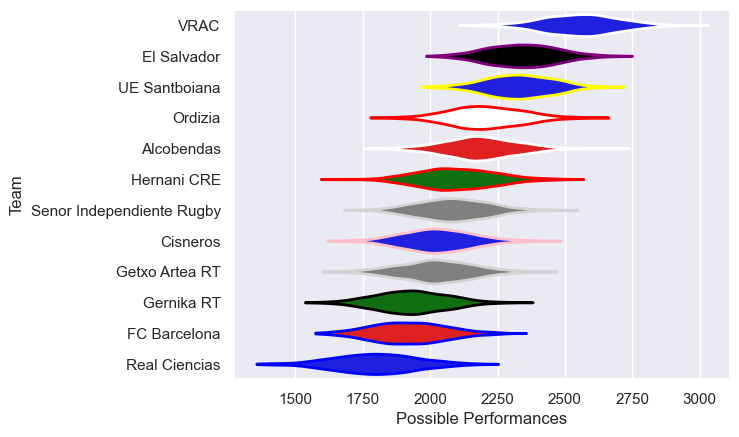 VRAC
El Salvador
UE Santboiana
Ordizia
Alcobendas
Hernani CRE
Senor Independiente Rugby
Cisneros
Getxo Artea RT
Gernika RT
FC Barcelona
Real Ciencias
Team
1500 1750 2000 2250 2500 2750 3000
Possible Performances